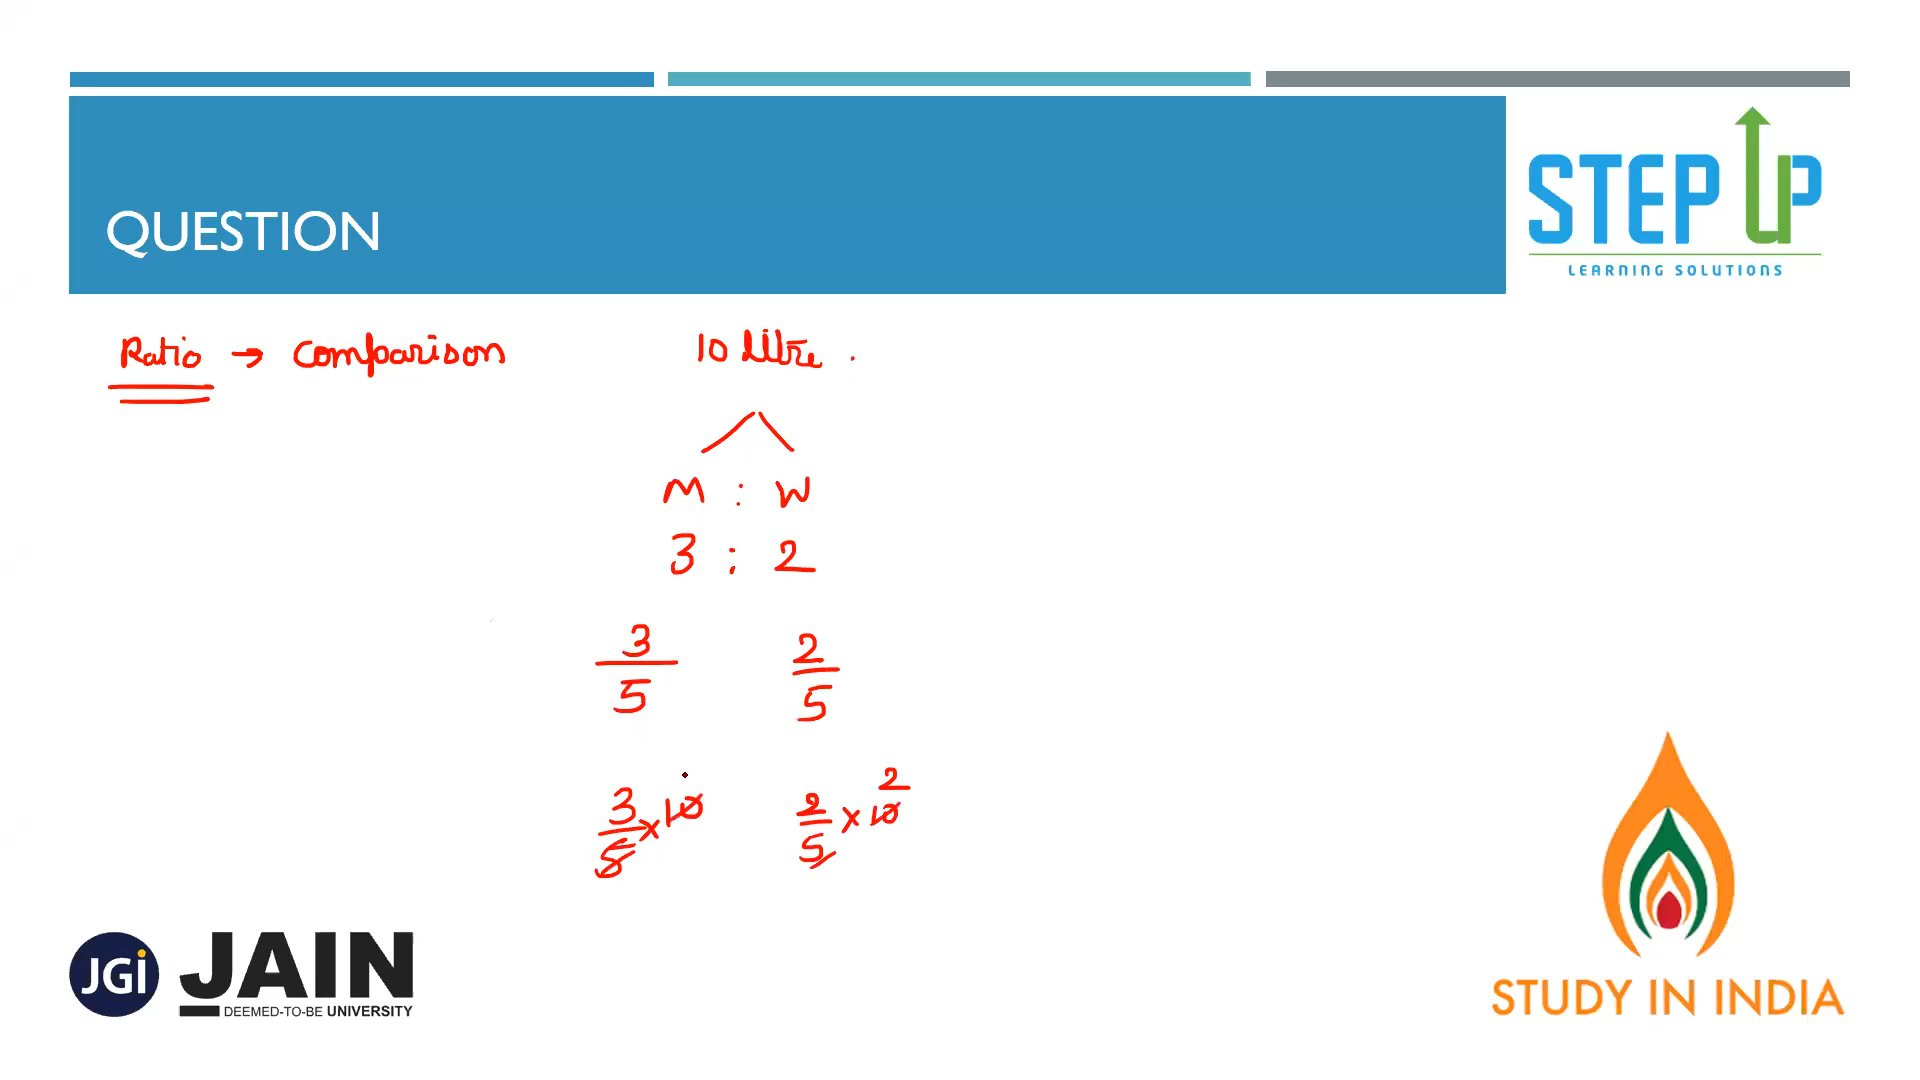 STEP UP
LEARNING SOLUTIONS
QUESTION
Ratio → Comparison
10 litre .
M : W
3 : 2
3/5 2/5
3/5 × 10 2/5 × 10 2
JGi JAIN
DEEMED-TO-BE UNIVERSITY
STUDY IN INDIA